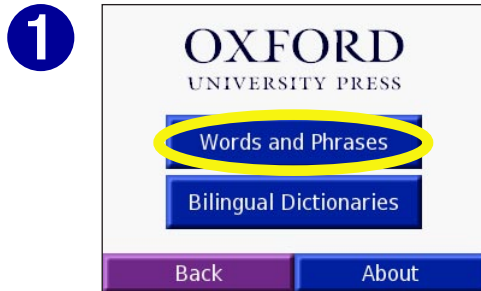 1
OXFORD
UNIVERSITY PRESS
Words and Phrases
Bilingual Dictionaries
Back
About